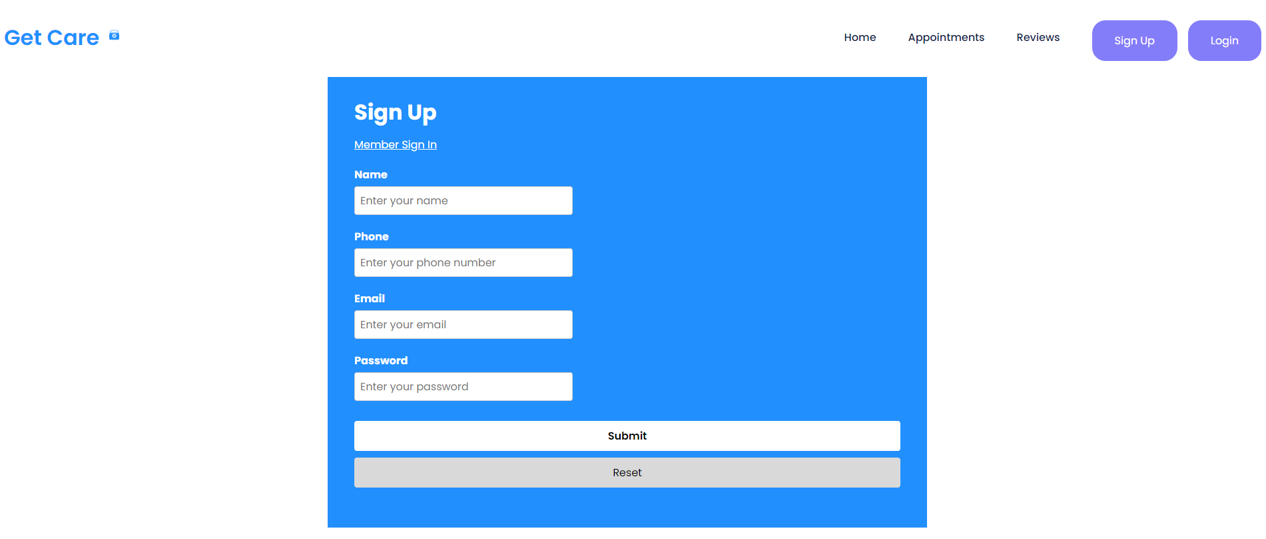 Get Care
Home Appointments Reviews Sign Up Login
Sign Up
Member Sign In
Name
Enter your name
Phone
Enter your phone number
Email
Enter your email
Password
Enter your password
Submit
Reset